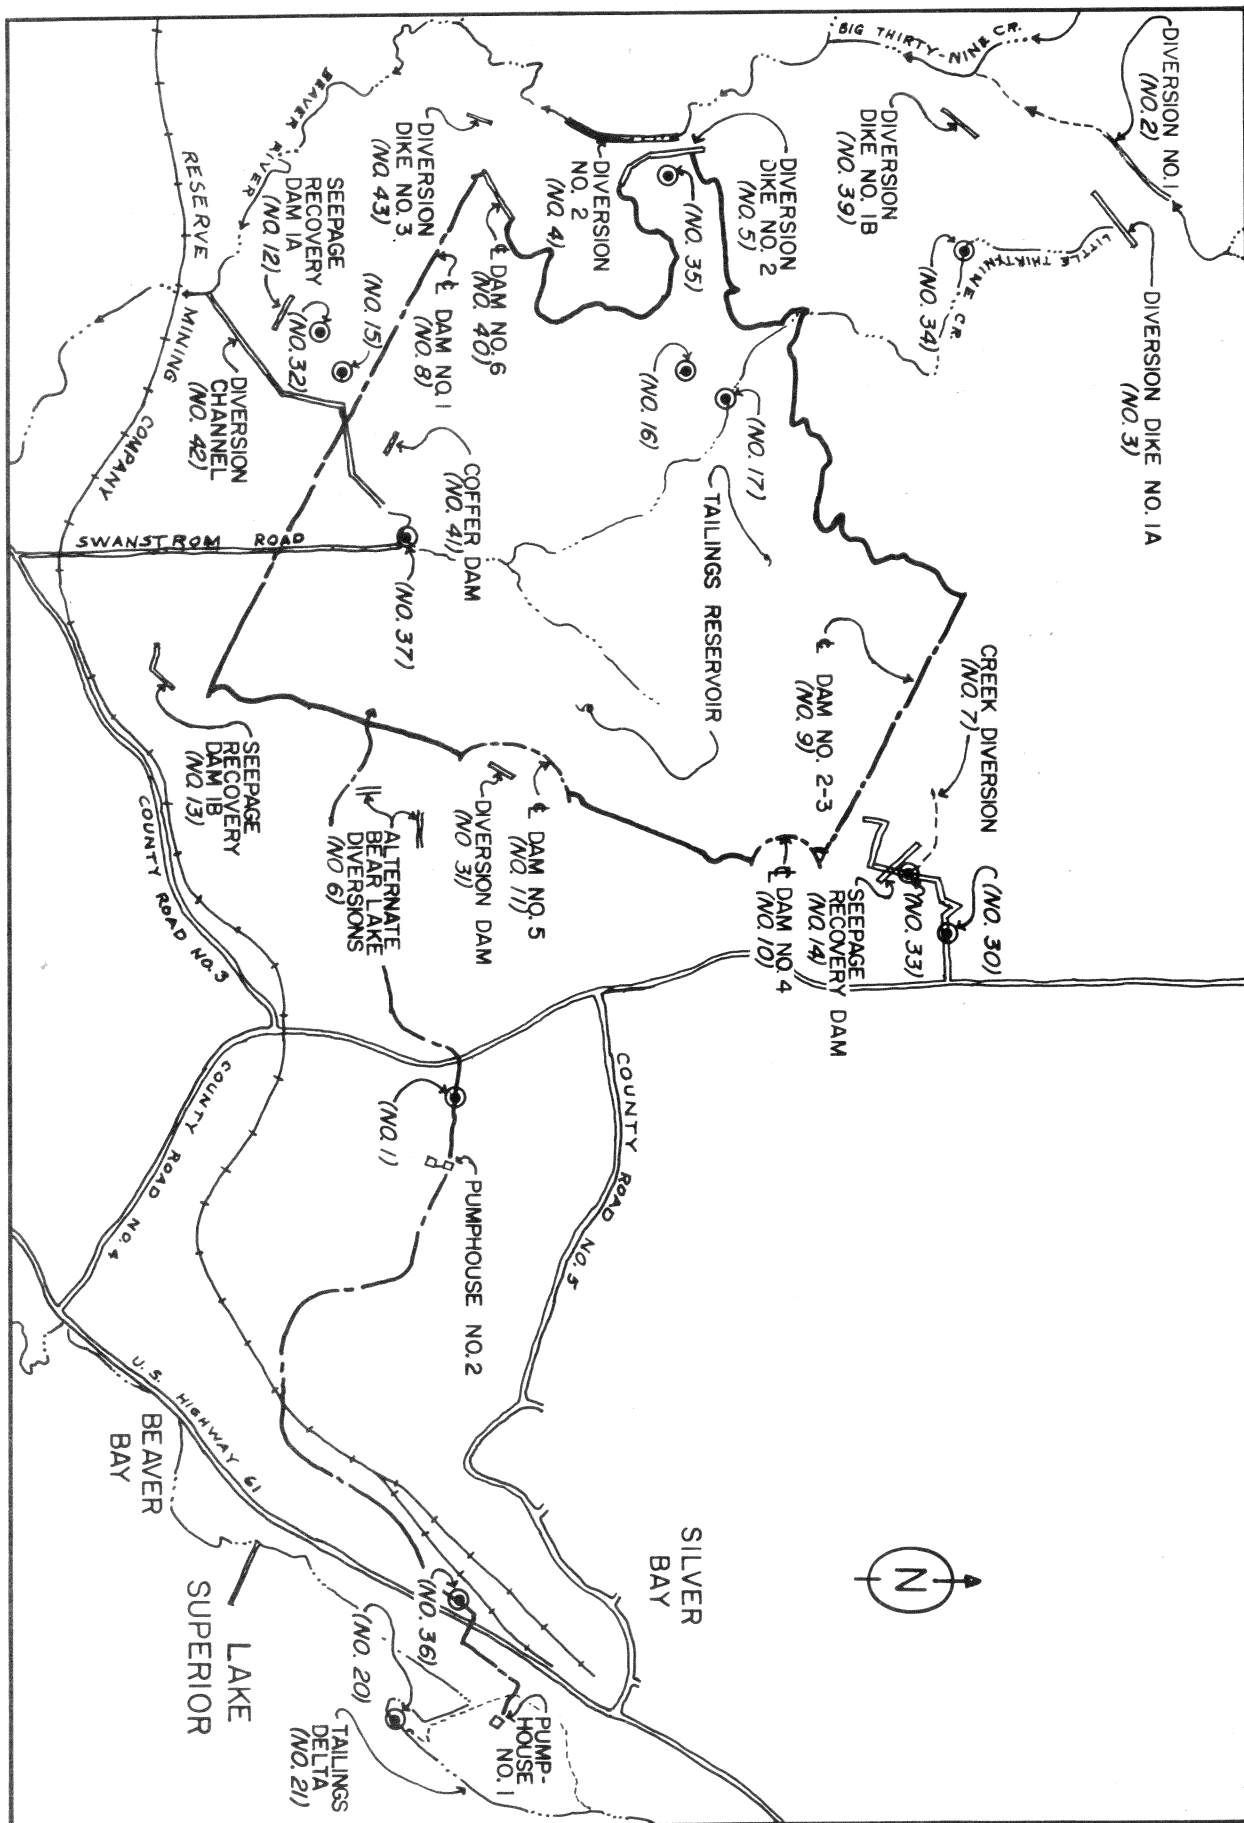 DIVERSION NO. 1
(NO. 2)
BIG THIRTY-NINE CR.
DIVERSION
DIKE NO. 1B
(NO. 39)
LITTLE THIRTY-NINE CR.
(NO. 34)
DIVERSION DIKE NO. 1A
(NO. 3)
DIVERSION
DIKE NO. 2
(NO. 5)
(NO. 35)
DIVERSION
NO. 2
(NO. 4)
DIVERSION
DIKE NO. 3
(NO. 43)
BEAVER RIVER
SEEPAGE
RECOVERY
DAM 1A
(NO. 12)
RESERVE MINING COMPANY
(NO. 15)
(NO. 32)
℄ DAM NO. 6
(NO. 40)
℄ DAM NO. 1
(NO. 8)
DIVERSION
CHANNEL
(NO. 42)
(NO. 16)
(NO. 17)
COFFER DAM
(NO. 41)
SWANSTROM ROAD
(NO. 37)
TAILINGS RESERVOIR
℄ DAM NO. 2-3
(NO. 9)
CREEK DIVERSION
(NO. 7)
(NO. 30)
(NO. 33)
SEEPAGE
RECOVERY DAM
(NO. 14)
℄ DAM NO. 4
(NO. 10)
℄ DAM NO. 5
(NO. 11)
DIVERSION DAM
(NO 31)
ALTERNATE
BEAR LAKE
DIVERSIONS
(NO 6)
SEEPAGE
RECOVERY
DAM 1B
(NO. 13)
COUNTY ROAD NO. 3
COUNTY ROAD NO. 4
COUNTY ROAD NO. 5
(NO. 1)
PUMPHOUSE NO. 2
U.S. HIGHWAY 61
BEAVER
BAY
SILVER
BAY
N
(NO. 36)
(NO. 20)
PUMP-
HOUSE
NO. 1
TAILINGS
DELTA
(NO. 21)
LAKE
SUPERIOR